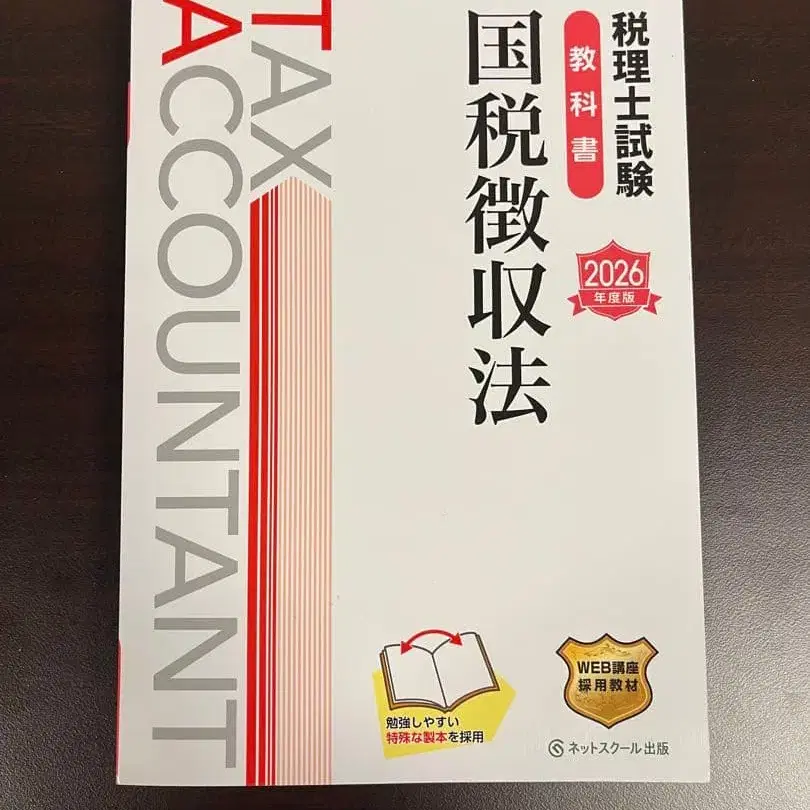 税理士試験
教科書
国税徴収法
2026
年度版
TAX
ACCOUNTANT
勉強しやすい
特殊な製本を採用
WEB講座
採用教材
ネットスクール出版